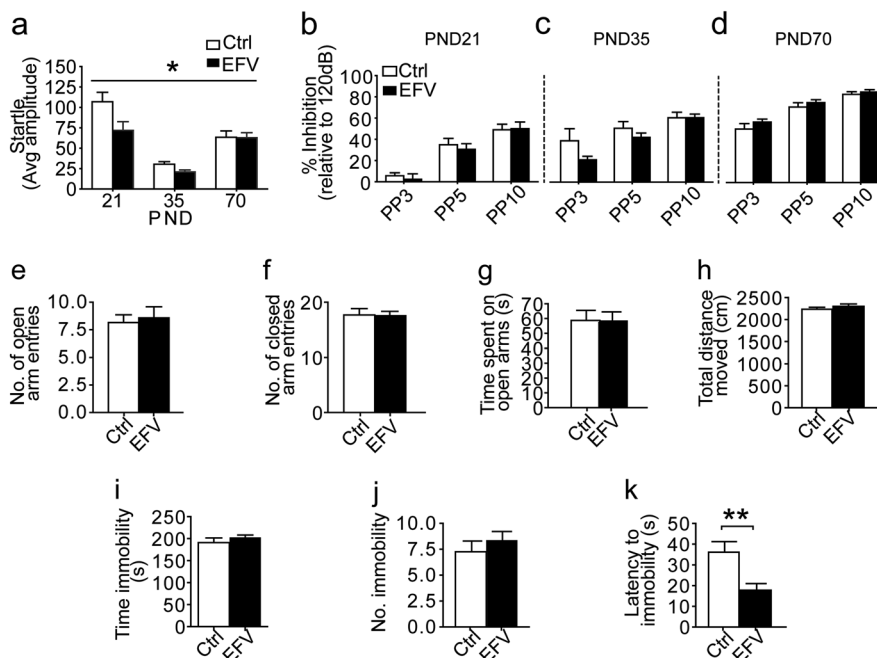 a
Ctrl
EFV
*
Startle
(Avg amplitude)
150
125
100
75
50
25
0
21
35
70
PND
b
PND21
Ctrl
EFV
% Inhibition
(relative to 120dB)
100
80
60
40
20
0
PP3
PP5
PP10
c
PND35
PP3
PP5
PP10
d
PND70
PP3
PP5
PP10
e
No. of open
arm entries
10.0
7.5
5.0
2.5
0.0
Ctrl
EFV
f
No. of closed
arm entries
20
10
0
Ctrl
EFV
g
Time spent on
open arms (s)
70
60
50
40
30
20
10
0
Ctrl
EFV
h
Total distance
moved (cm)
2500
2000
1500
1000
500
0
Ctrl
EFV
i
Time immobility
(s)
250
200
150
100
50
0
Ctrl
EFV
j
No. immobility
10.0
7.5
5.0
2.5
0.0
Ctrl
EFV
k
**
Latency to
immobility (s)
50
40
30
20
10
0
Ctrl
EFV